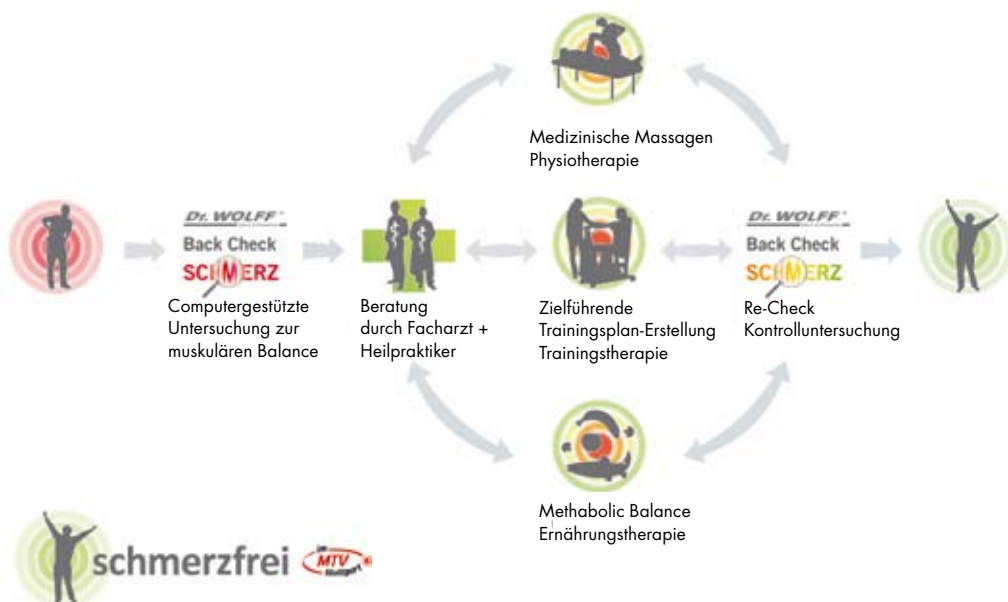 Medizinische Massagen
Physiotherapie
Dr. WOLFF
Back Check
SCHMERZ
Computergestützte
Untersuchung zur
muskulären Balance
Beratung
durch Facharzt +
Heilpraktiker
Zielführende
Trainingsplan-Erstellung
Trainingstherapie
Dr. WOLFF
Back Check
SCHMERZ
Re-Check
Kontrolluntersuchung
Methabolic Balance
Ernährungstherapie
schmerzfrei
MTV